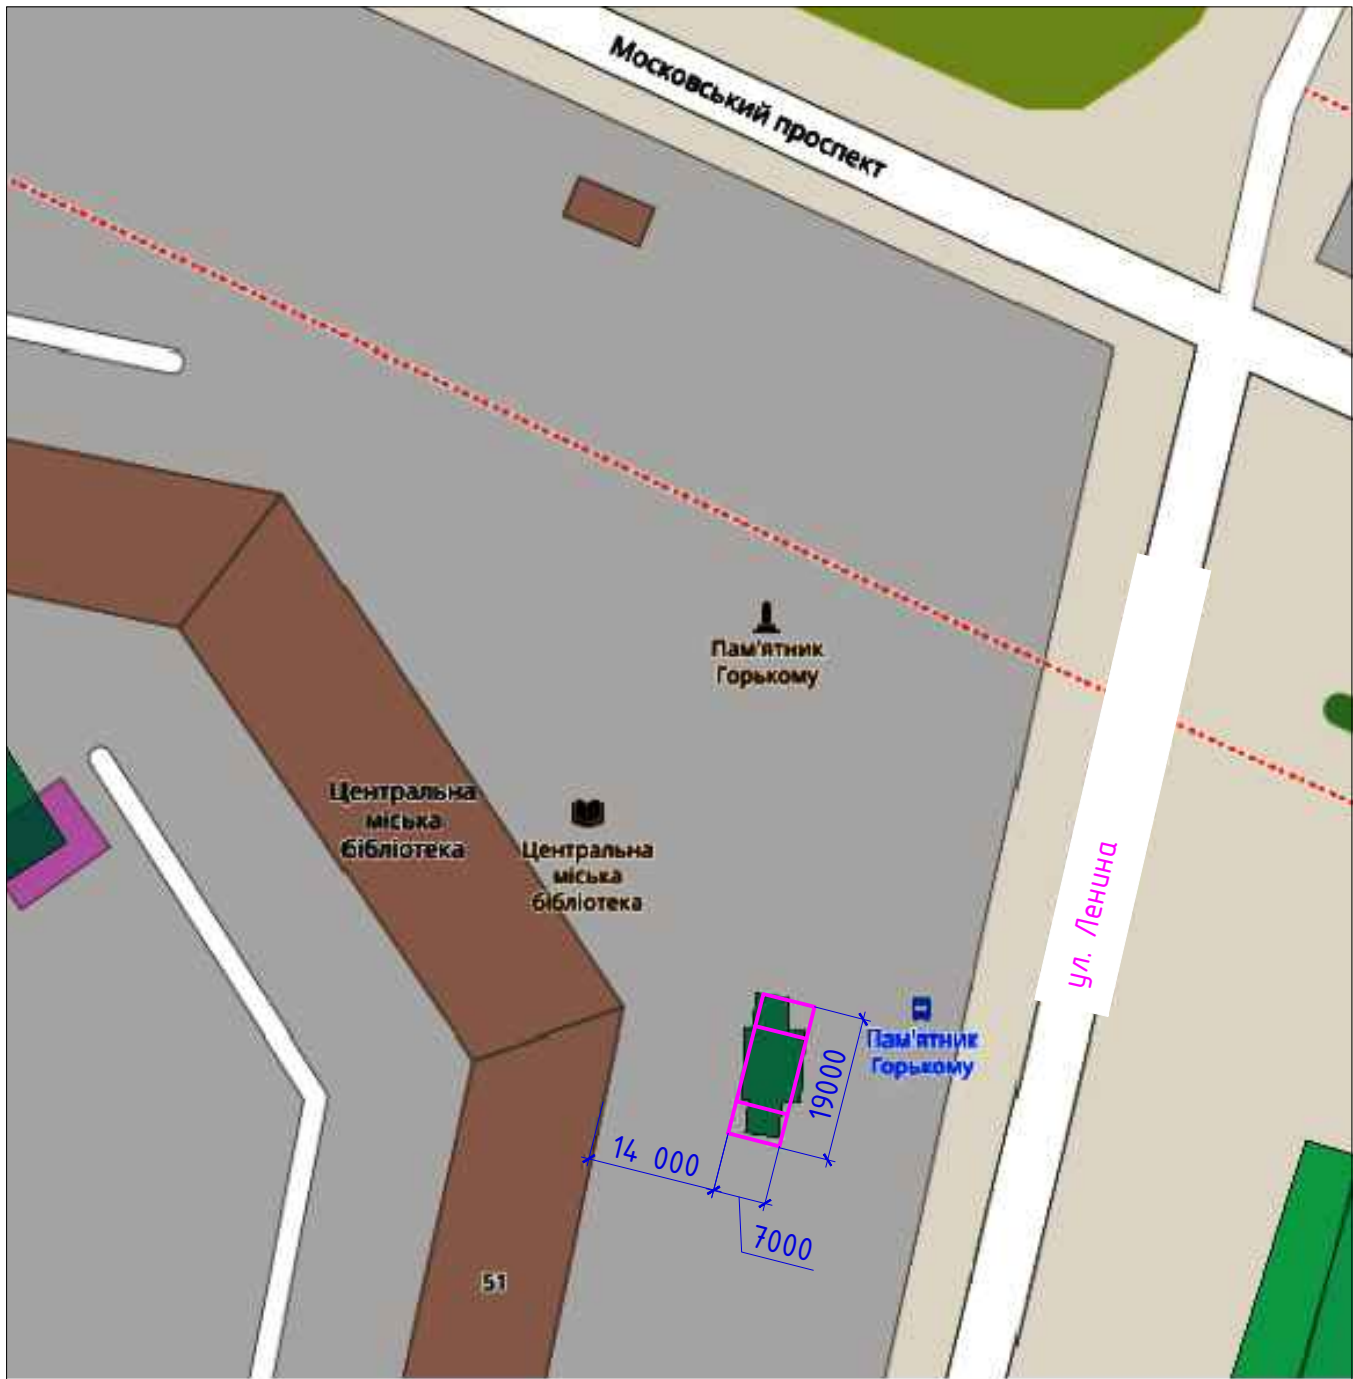 Московський проспект
Пам'ятник
Горькому
Центральна
міська
бібліотека
Центральна
міська
бібліотека
ул. Ленина
Пам'ятник
Горькому
19000
14 000
7000
51